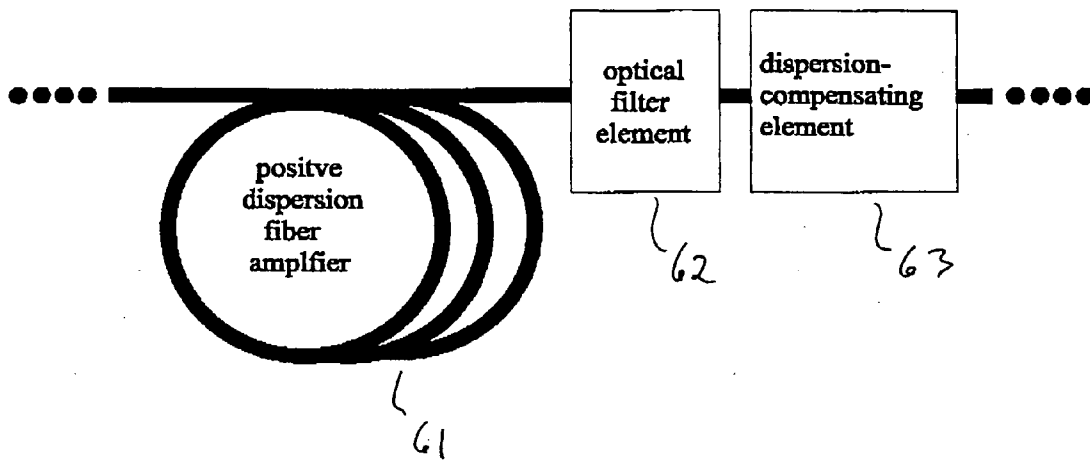 positve
dispersion
fiber
amplfier
optical
filter
element
dispersion-
compensating
element
62
63
61